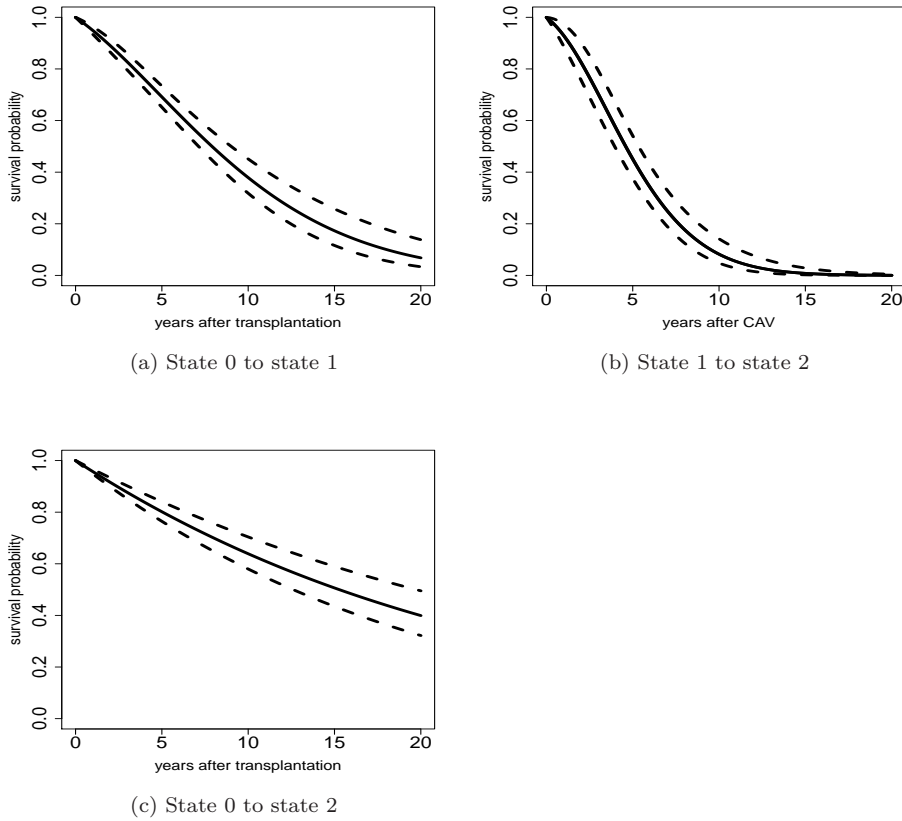 survival probability
0.0 0.2 0.4 0.6 0.8 1.0
0 5 10 15 20
years after transplantation
(a) State 0 to state 1
survival probability
0.0 0.2 0.4 0.6 0.8 1.0
0 5 10 15 20
years after CAV
(b) State 1 to state 2
survival probability
0.0 0.2 0.4 0.6 0.8 1.0
0 5 10 15 20
years after transplantation
(c) State 0 to state 2